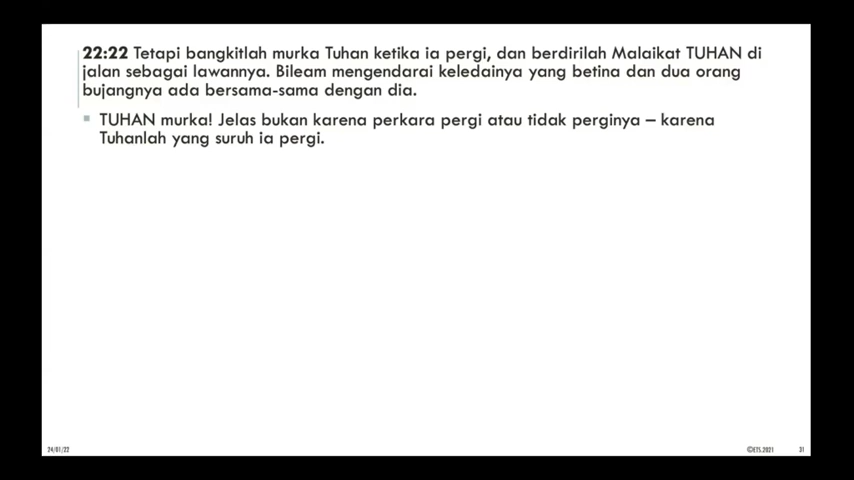 22:22 Tetapi bangkitlah murka Tuhan ketika ia pergi, dan berdirilah Malaikat TUHAN di
jalan sebagai lawannya. Bileam mengendarai keledainya yang betina dan dua orang
bujangnya ada bersama-sama dengan dia.
▪ TUHAN murka! Jelas bukan karena perkara pergi atau tidak perginya – karena
Tuhanlah yang suruh ia pergi.
24/01/22
©ETS.2021
31